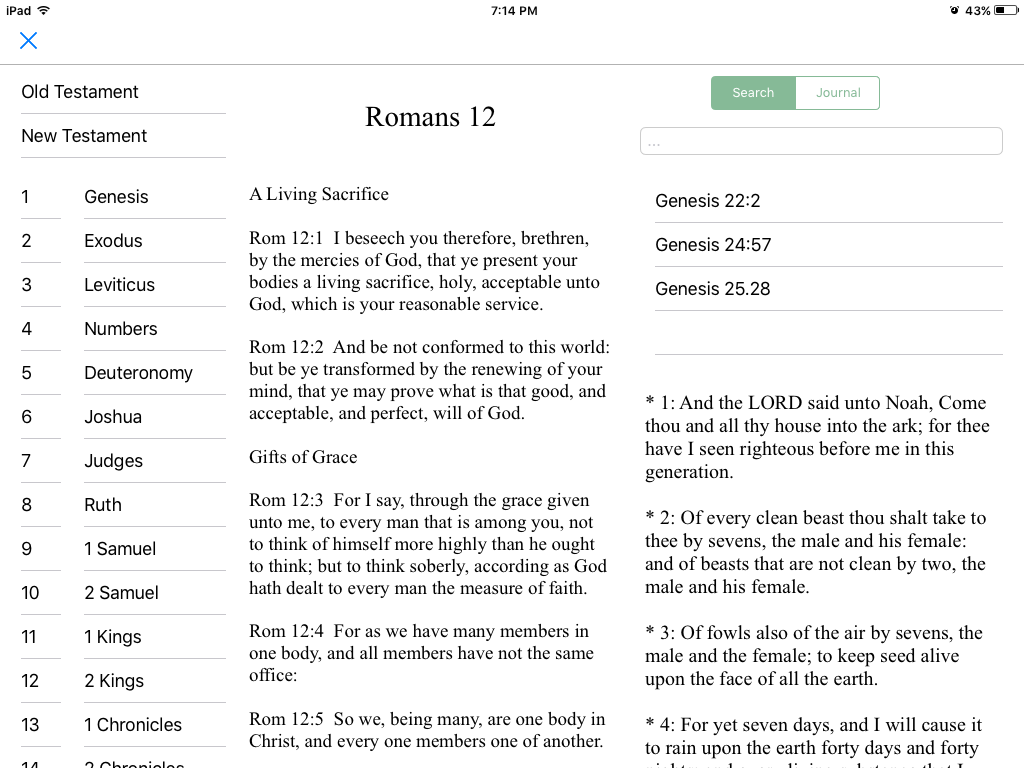 iPad
7:14 PM
43%
Old Testament
New Testament
1 Genesis
2 Exodus
3 Leviticus
4 Numbers
5 Deuteronomy
6 Joshua
7 Judges
8 Ruth
9 1 Samuel
10 2 Samuel
11 1 Kings
12 2 Kings
13 1 Chronicles
14 2 Chronicles
Romans 12
A Living Sacrifice
Rom 12:1 I beseech you therefore, brethren,
by the mercies of God, that ye present your
bodies a living sacrifice, holy, acceptable unto
God, which is your reasonable service.
Rom 12:2 And be not conformed to this world:
but be ye transformed by the renewing of your
mind, that ye may prove what is that good, and
acceptable, and perfect, will of God.
Gifts of Grace
Rom 12:3 For I say, through the grace given
unto me, to every man that is among you, not
to think of himself more highly than he ought
to think; but to think soberly, according as God
hath dealt to every man the measure of faith.
Rom 12:4 For as we have many members in
one body, and all members have not the same
office:
Rom 12:5 So we, being many, are one body in
Christ, and every one members one of another.
Search
Journal
...
Genesis 22:2
Genesis 24:57
Genesis 25.28
* 1: And the LORD said unto Noah, Come
thou and all thy house into the ark; for thee
have I seen righteous before me in this
generation.
* 2: Of every clean beast thou shalt take to
thee by sevens, the male and his female:
and of beasts that are not clean by two, the
male and his female.
* 3: Of fowls also of the air by sevens, the
male and the female; to keep seed alive
upon the face of all the earth.
* 4: For yet seven days, and I will cause it
to rain upon the earth forty days and forty